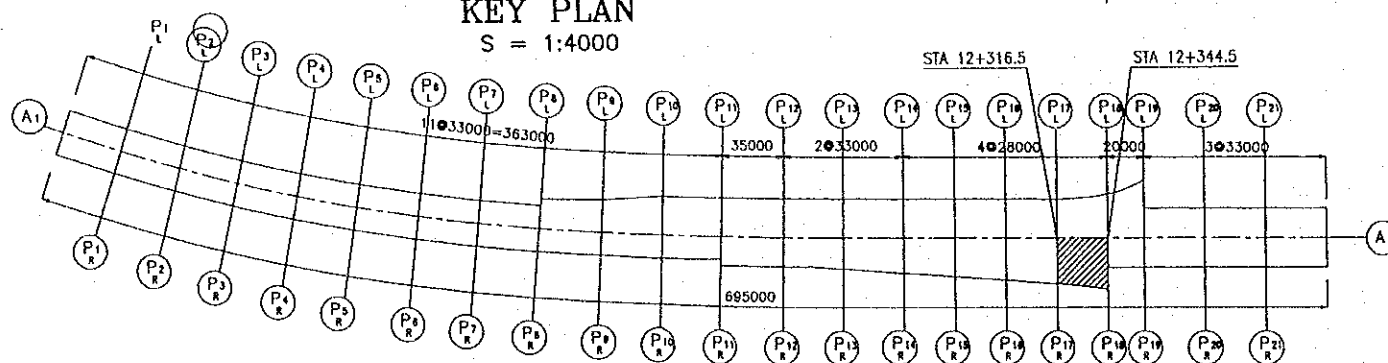 KEY PLAN
S = 1:4000
STA 12+316.5 STA 12+344.5
P1 L P2 L P3 L P4 L P5 L P6 L P7 L P8 L P9 L P10 L P11 L P12 L P13 L P14 L P15 L P16 L P17 L P18 L P19 L P20 L P21 L
A1
11@33000=363000 35000 2@33000 4@28000 20000 3@33000
A
695000
P1 R P2 R P3 R P4 R P5 R P6 R P7 R P8 R P9 R P10 R P11 R P12 R P13 R P14 R P15 R P16 R P17 R P18 R P19 R P20 R P21 R